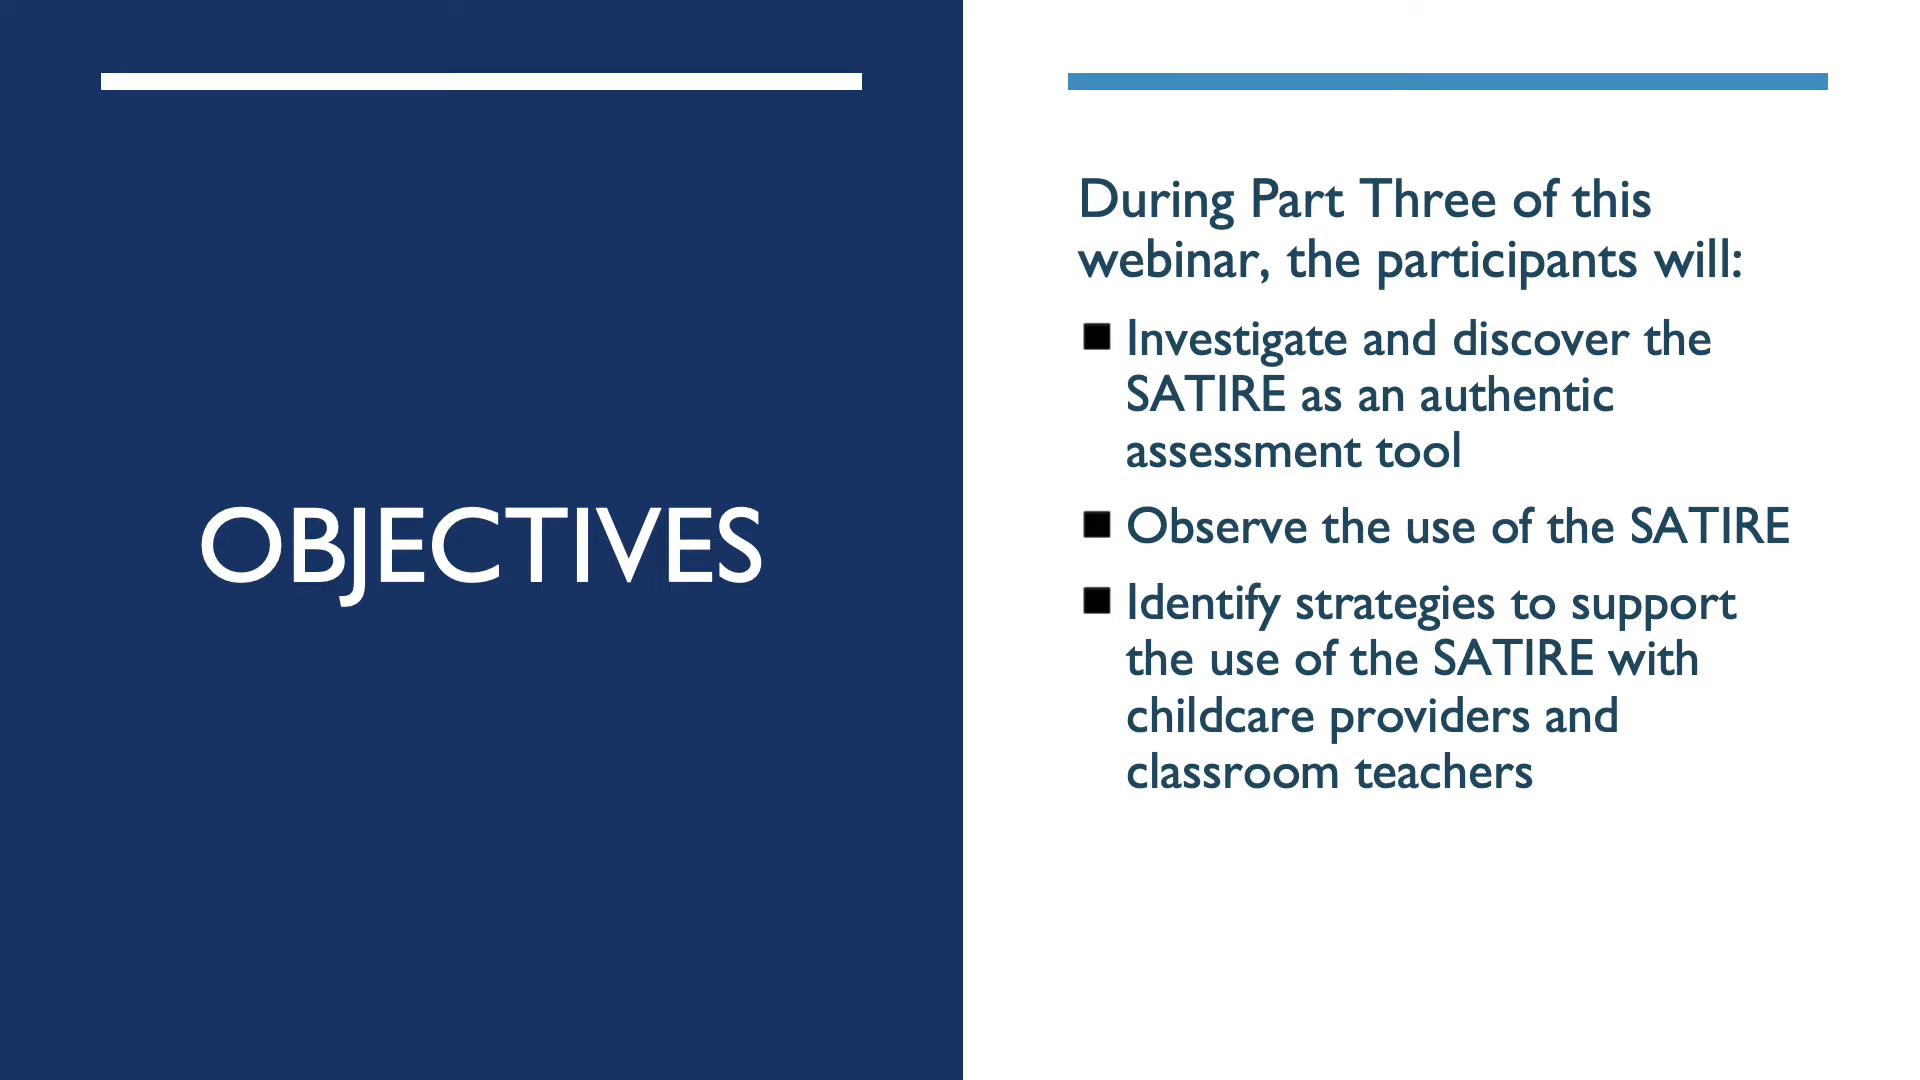 OBJECTIVES
During Part Three of this
webinar, the participants will:
■ Investigate and discover the
SATIRE as an authentic
assessment tool
■ Observe the use of the SATIRE
■ Identify strategies to support
the use of the SATIRE with
childcare providers and
classroom teachers